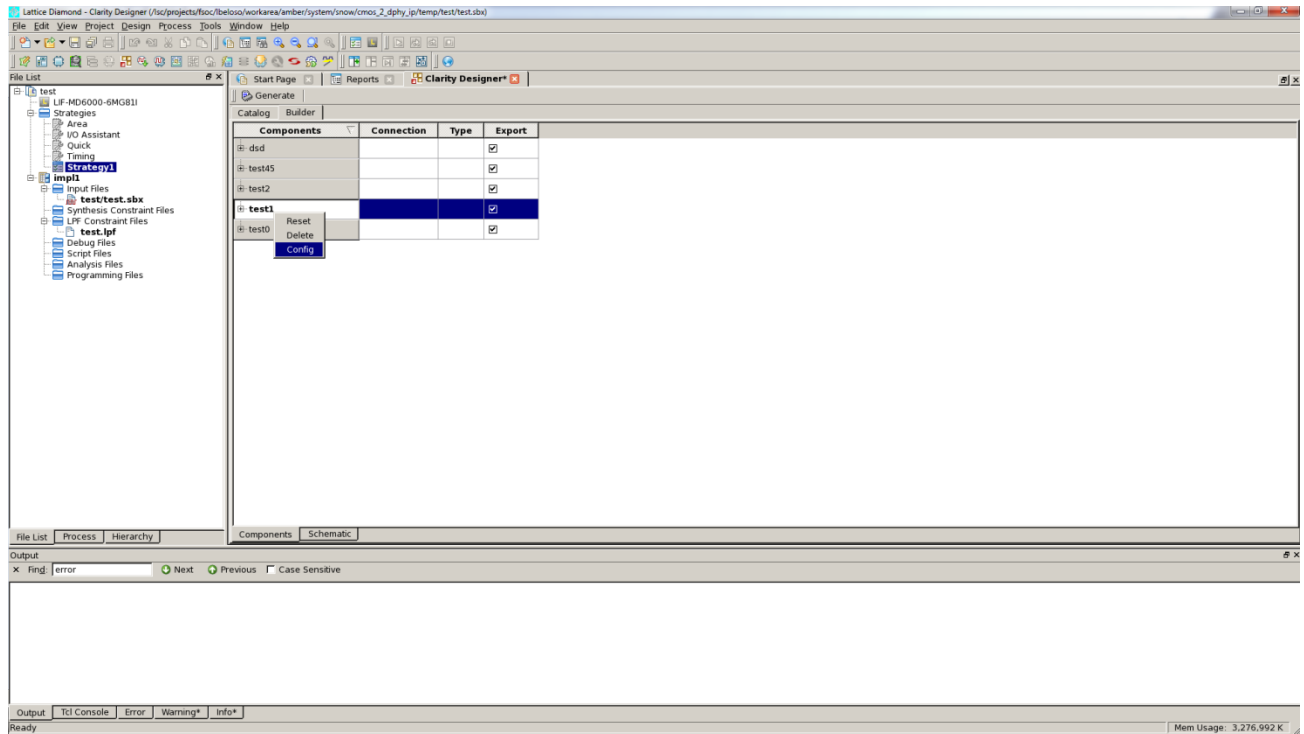 Lattice Diamond - Clarity Designer (/lsc/projects/fsoc/lbeloso/workarea/amber/system/snow/cmos_2_dphy_ip/temp/test/test.sbx)
File Edit View Project Design Process Tools Window Help
File List
test
LIF-MD6000-6MG81I
Strategies
Area
I/O Assistant
Quick
Timing
Strategy1
impl1
Input Files
test/test.sbx
Synthesis Constraint Files
LPF Constraint Files
test.lpf
Debug Files
Script Files
Analysis Files
Programming Files
File List Process Hierarchy
Start Page Reports Clarity Designer*
Generate
Catalog Builder
Components Connection Type Export
dsd
test45
test2
test1
test0
Reset
Delete
Config
Components Schematic
Output
Find: error Next Previous Case Sensitive
Output Tcl Console Error Warning* Info*
Ready Mem Usage: 3,276,992 K